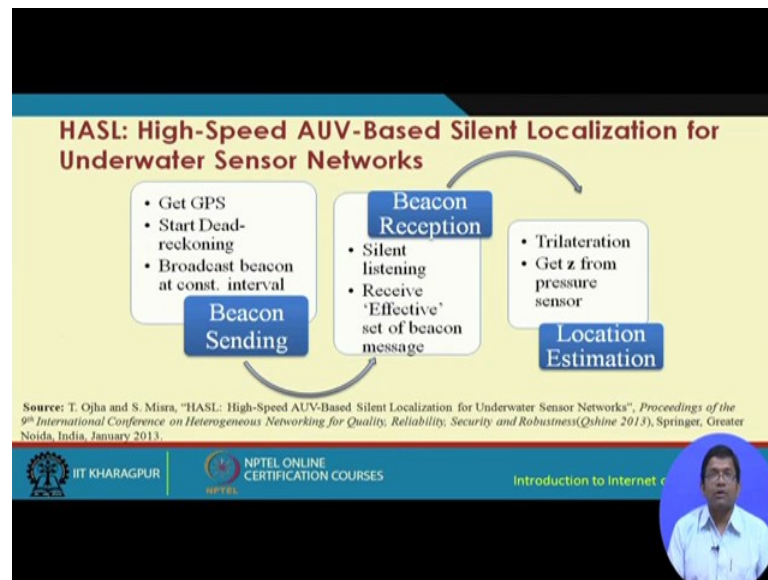 HASL: High-Speed AUV-Based Silent Localization for
Underwater Sensor Networks
• Get GPS
• Start Dead-
reckoning
• Broadcast beacon
at const. interval
Beacon
Sending
Beacon
Reception
• Silent
listening
• Receive
‘Effective’
set of beacon
message
• Trilateration
• Get z from
pressure
sensor
Location
Estimation
Source: T. Ojha and S. Misra, “HASL: High-Speed AUV-Based Silent Localization for Underwater Sensor Networks”, Proceedings of the
9th International Conference on Heterogeneous Networking for Quality, Reliability, Security and Robustness(Qshine 2013), Springer, Greater
Noida, India, January 2013.
IIT KHARAGPUR
NPTEL
NPTEL ONLINE
CERTIFICATION COURSES
Introduction to Internet